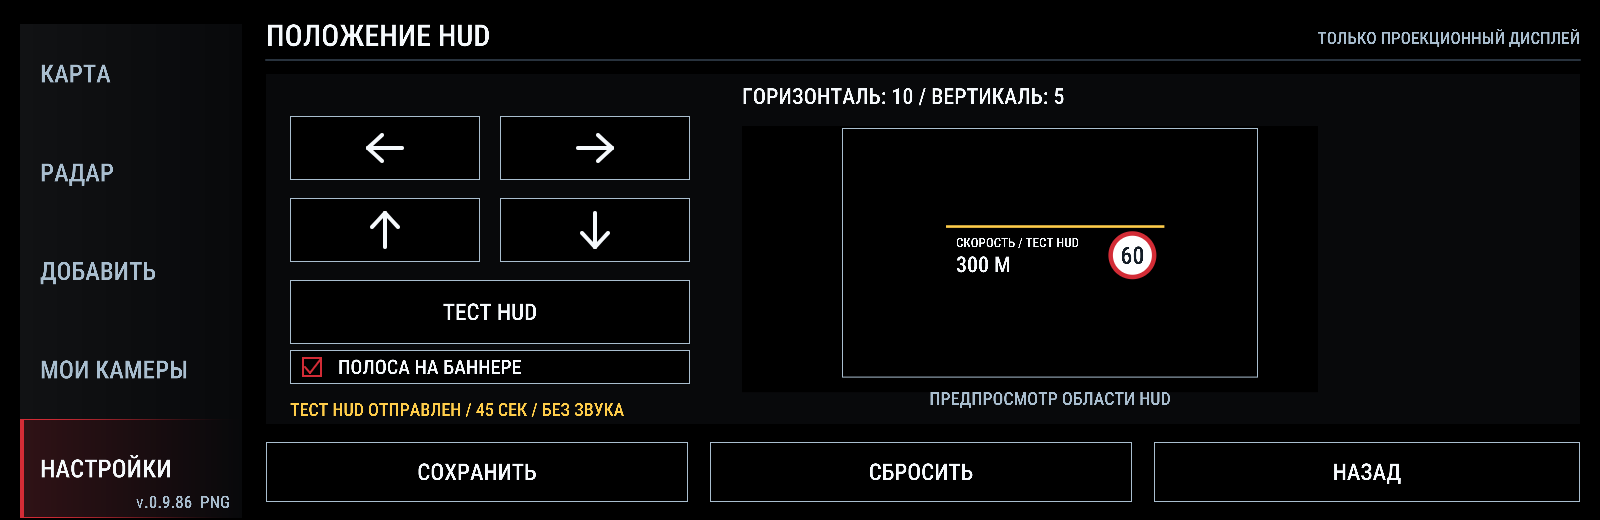 КАРТА
РАДАР
ДОБАВИТЬ
МОИ КАМЕРЫ
НАСТРОЙКИ
v.0.9.86 PNG
ПОЛОЖЕНИЕ HUD
ТОЛЬКО ПРОЕКЦИОННЫЙ ДИСПЛЕЙ
ТЕСТ HUD
ПОЛОСА НА БАННЕРЕ
ТЕСТ HUD ОТПРАВЛЕН / 45 СЕК / БЕЗ ЗВУКА
ГОРИЗОНТАЛЬ: 10 / ВЕРТИКАЛЬ: 5
СКОРОСТЬ / ТЕСТ HUD
300 М
60
ПРЕДПРОСМОТР ОБЛАСТИ HUD
СОХРАНИТЬ
СБРОСИТЬ
НАЗАД